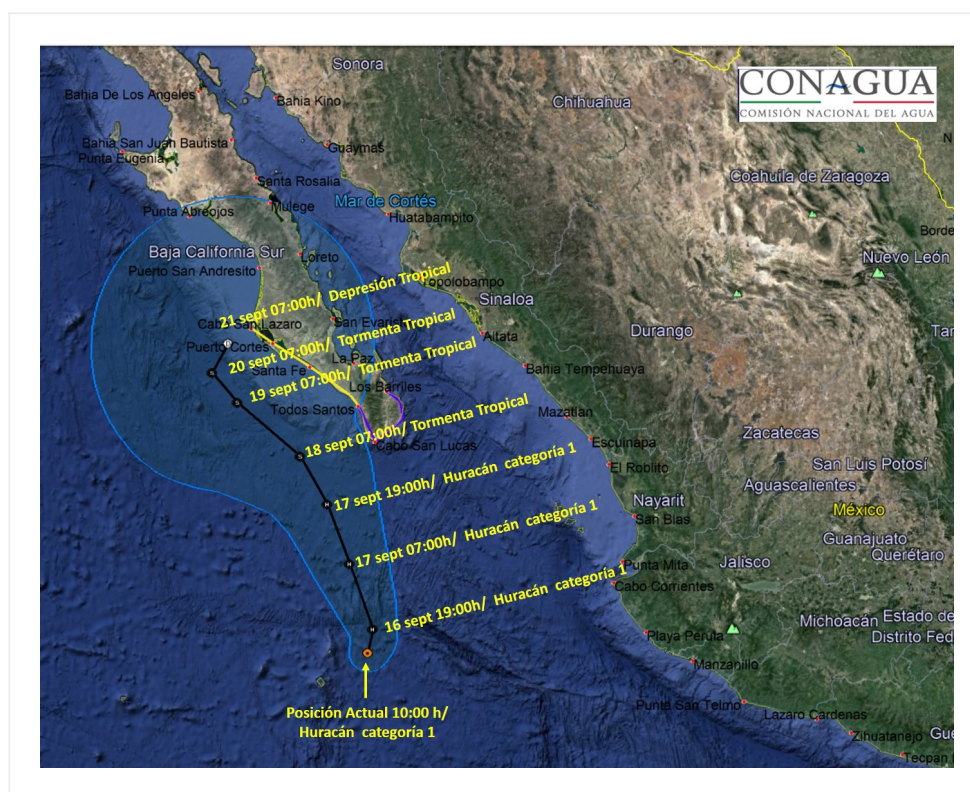 CONAGUA
COMISIÓN NACIONAL DEL AGUA
Sonora
Bahia De Los Angeles
Bahia Kino
Chihuahua
Bahia San Juan Bautista
Punta Eugenia
Guaymas
Santa Rosalia
Coahuila de Zaragoza
Mar de Cortés
Mulege
Punta Abreojos
Huatabampito
Borde
Baja California Sur
Loreto
Nuevo León
Puerto San Andresito
Topolobampo
21 sept 07:00h/ Depresión Tropical
Sinaloa
Cabo San Lazaro
San Evaristo
Durango
Tam
Altata
Puerto Cortes
20 sept 07:00h/ Tormenta Tropical
La Paz
Santa Fe
Bahia Tempehuaya
19 sept 07:00h/ Tormenta Tropical
Los Barriles
Todos Santos
Mazatlan
18 sept 07:00h/ Tormenta Tropical
Cabo San Lucas
Escuinapa
Zacatecas
El Roblito
San Luis Potosí
17 sept 19:00h/ Huracán categoría 1
Aguascalientes
Nayarit
México
San Blas
Guanajuato
Querétaro
17 sept 07:00h/ Huracán categoría 1
Punta Mita
Jalisco
Cabo Corrientes
16 sept 19:00h/ Huracán categoría 1
Michoacán
Estado de
Distrito Fed
Playa Perula
Manzanillo
Punta San Telmo
Posición Actual 10:00 h/
Huracán categoría 1
Lazaro Cardenas
Zihuatanejo
Gue
Tecpan